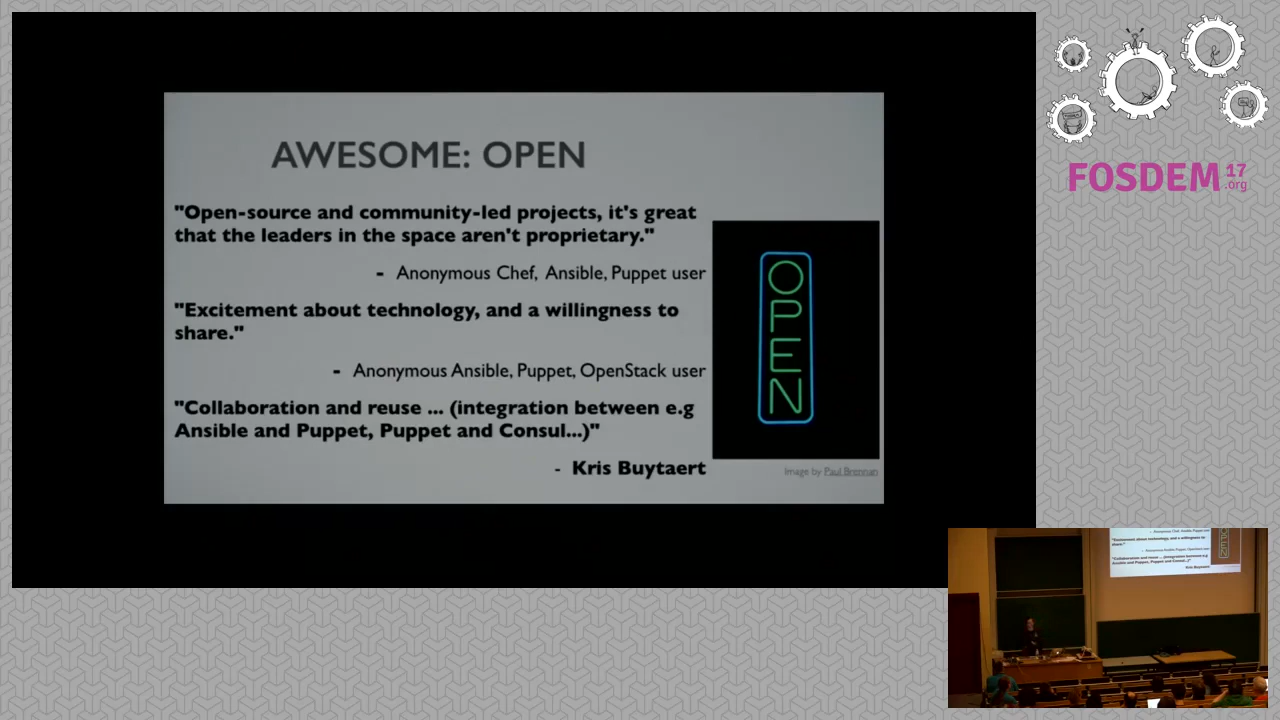 AWESOME: OPEN
"Open-source and community-led projects, it's great
that the leaders in the space aren't proprietary."
- Anonymous Chef, Ansible, Puppet user
"Excitement about technology, and a willingness to
share."
- Anonymous Ansible, Puppet, OpenStack user
"Collaboration and reuse ... (integration between e.g
Ansible and Puppet, Puppet and Consul...)"
- Kris Buytaert
OPEN
Image by Paul Brennan
FOSDEM 17
.org